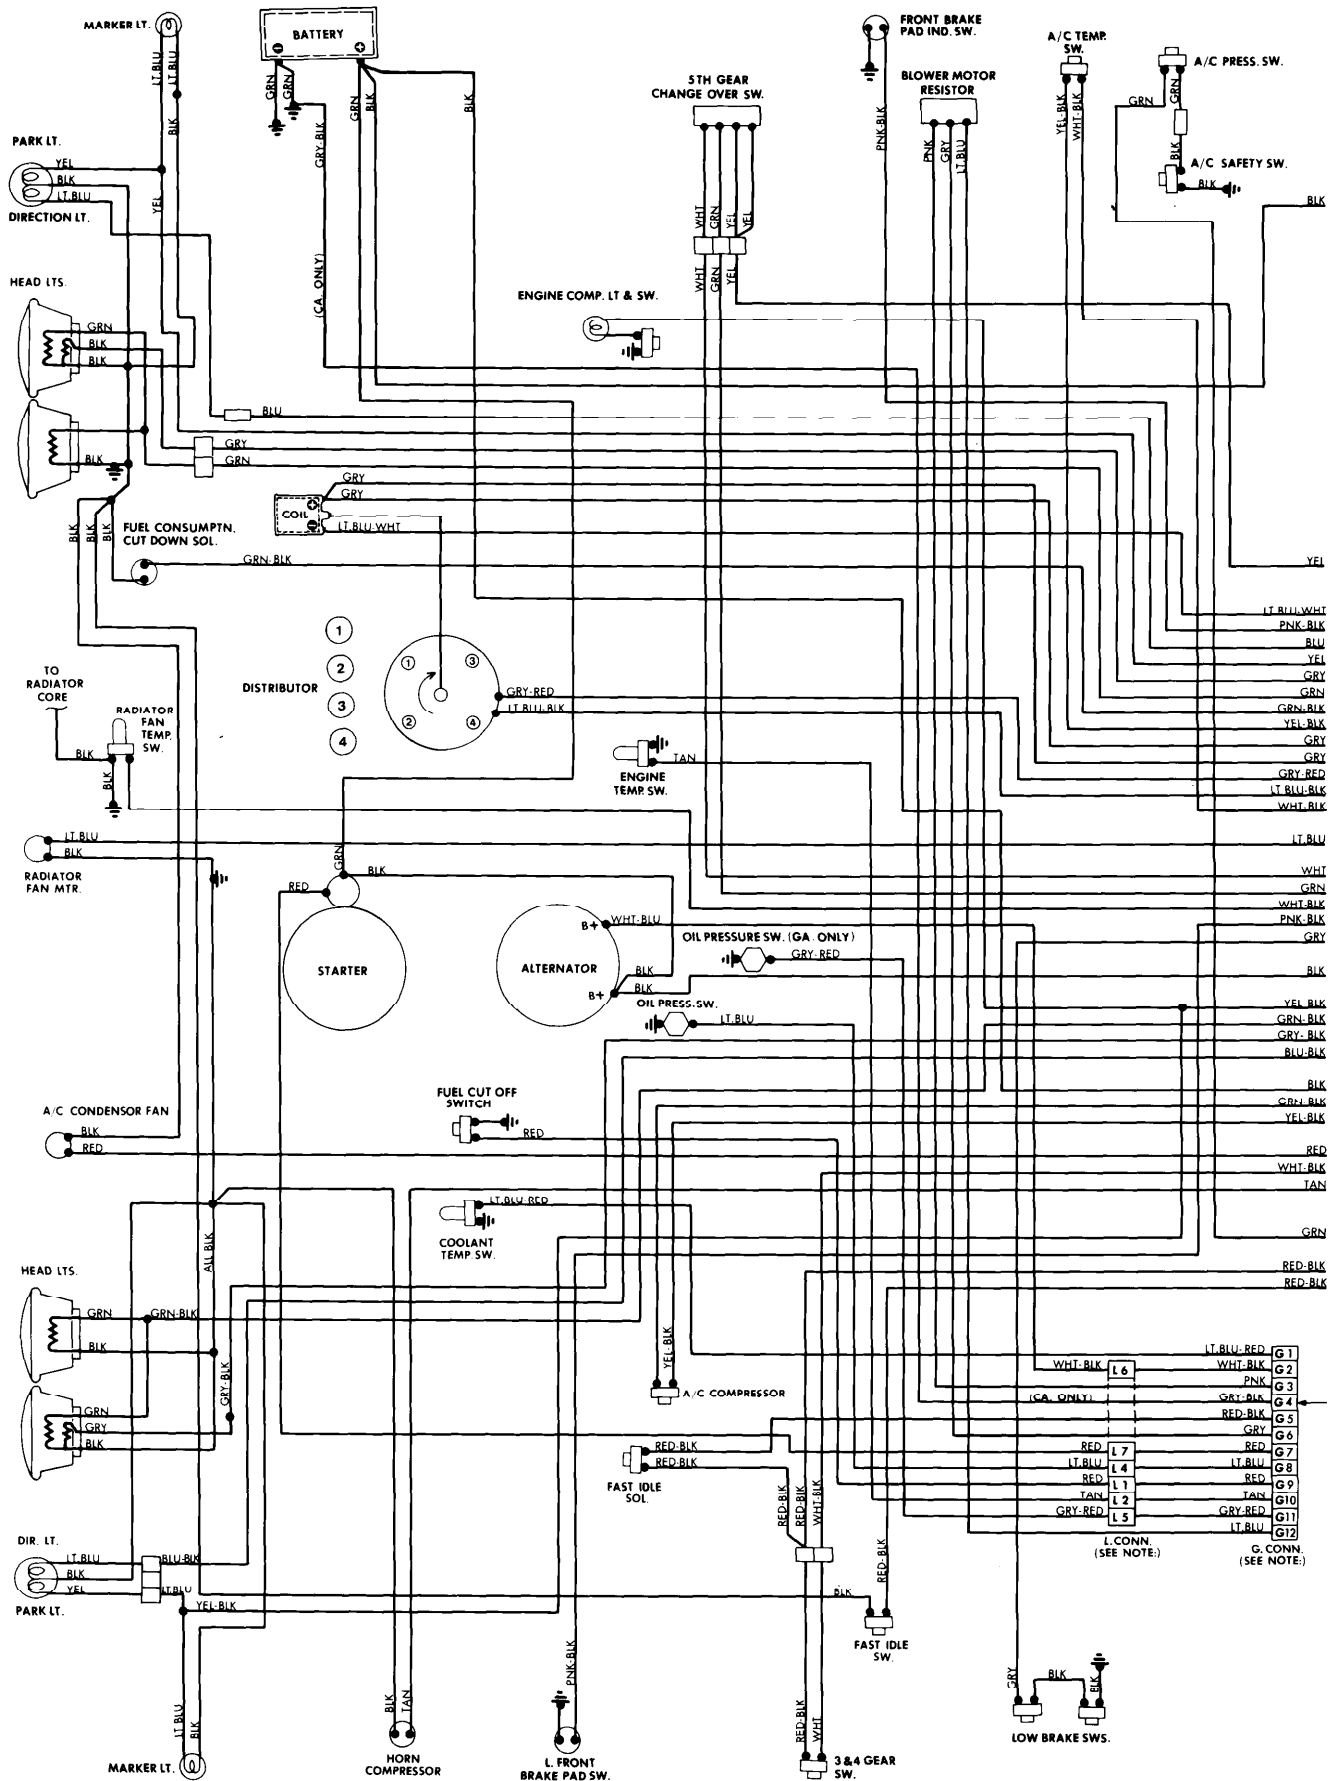 MARKER LT.
BATTERY
FRONT BRAKE
PAD IND. SW.
A/C TEMP.
SW.
A/C PRESS. SW.
LT.BLU
LT.BLU
BLK
GRN
GRN
GRN
BLK
BLK
GRY-BLK
(CA. ONLY)
5TH GEAR
CHANGE OVER SW.
BLOWER MOTOR
RESISTOR
PNK-BLK
PNK
GRY
LT.BLU
YEL-BLK
WHT-BLK
GRN
GRN
BLK
A/C SAFETY SW.
BLK
BLK
PARK LT.
YEL
BLK
LT.BLU
YEL
DIRECTION LT.
WHT
GRN
YEL
YEL
WHT
GRN
YEL
HEAD LTS.
GRN
BLK
BLK
ENGINE COMP. LT & SW.
BLU
GRY
GRN
BLK
GRY
GRY
COIL
LT.BLU-WHT
BLK
BLK
BLK
FUEL CONSUMPTN.
CUT DOWN SOL.
GRN-BLK
YEL
1
2
3
4
DISTRIBUTOR
1
3
2
4
GRY-RED
LT BLU-BLK
LT BLU-WHT
PNK-BLK
BLU
YEL
GRY
GRN
GRN-BLK
YEL-BLK
GRY
GRY
GRY-RED
LT BLU-BLK
WHT-BLK
TO
RADIATOR
CORE
RADIATOR
FAN
TEMP.
SW.
BLK
BLK
TAN
ENGINE
TEMP. SW.
LT.BLU
BLK
RADIATOR
FAN MTR.
LT.BLU
WHT
GRN
WHT-BLK
PNK-BLK
GRY
BLK
GRN
BLK
RED
STARTER
ALTERNATOR
B+
WHT-BLU
B+
BLK
BLK
OIL PRESSURE SW. (GA. ONLY)
GRY-RED
OIL PRESS. SW.
LT.BLU
YEL BLK
GRN-BLK
GRY-BLK
BLU-BLK
BLK
GRN-BLK
YEL-BLK
RED
WHT-BLK
TAN
FUEL CUT OFF
SWITCH
RED
A/C CONDENSOR FAN
BLK
RED
LT.BLU-RED
COOLANT
TEMP. SW.
ALL BLK
GRN
RED-BLK
RED-BLK
HEAD LTS.
GRN
GRN-BLK
BLK
GRY-BLK
GRN
GRY
BLK
YEL-BLK
A/C COMPRESSOR
RED-BLK
RED-BLK
FAST IDLE
SOL.
RED-BLK
RED-BLK
WHT-BLK
LT.BLU-RED G1
WHT-BLK L6 WHT-BLK G2
PNK G3
(CA. ONLY) GRY-BLK G4
RED-BLK G5
GRY G6
RED L7 RED G7
LT.BLU L4 LT.BLU G8
RED L1 RED G9
TAN L2 TAN G10
GRY-RED L5 GRY-RED G11
LT.BLU G12
L.CONN.
(SEE NOTE:)
G.CONN.
(SEE NOTE:)
DIR. LT.
LT.BLU
BLU-BLK
BLK
YEL
LT.BLU
PARK LT.
YEL-BLK
BLK
RED-BLK
FAST IDLE
SW.
LT BLU
BLK
MARKER LT.
BLK
TAN
HORN
COMPRESSOR
PNK-BLK
L. FRONT
BRAKE PAD SW.
RED-BLK
WHT
3 & 4 GEAR
SW.
GRY
BLK
BLK
LOW BRAKE SWS.